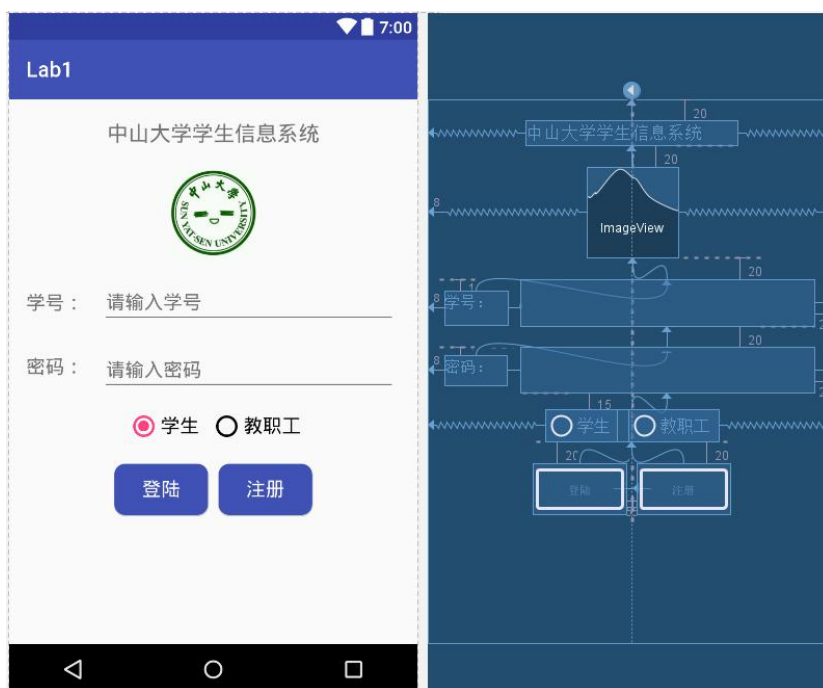 7:00
Lab1
中山大学学生信息系统
中山大学
SUN YAT-SEN UNIVERSITY
学号：
请输入学号
密码：
请输入密码
学生
教职工
登陆
注册
20
中山大学学生信息系统
20
8
ImageView
20
8
学号：
20
8
密码：
15
学生
教职工
20
20
登陆
注册